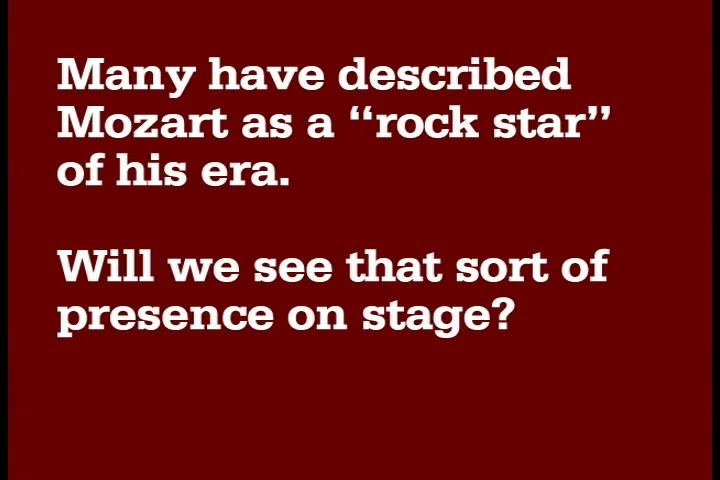 Many have described
Mozart as a “rock star”
of his era.
Will we see that sort of
presence on stage?